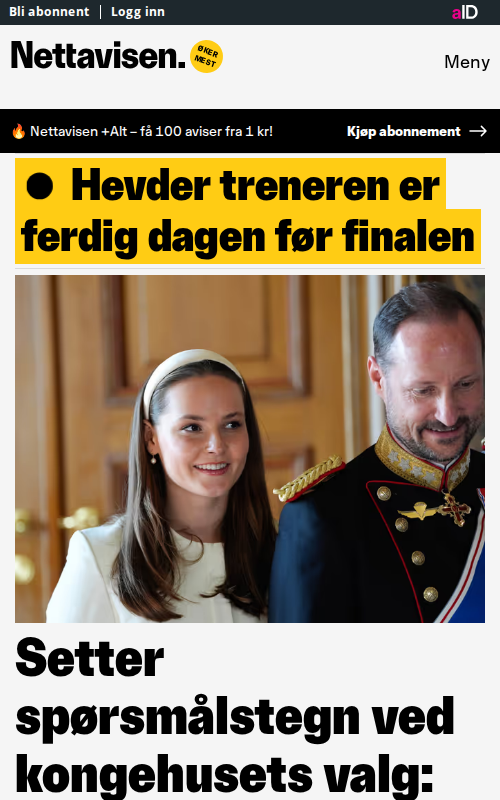 Bli abonnent | Logg inn
aID
Nettavisen. ØKER MEST
Meny
🔥 Nettavisen +Alt – få 100 aviser fra 1 kr!
Kjøp abonnement →
● Hevder treneren er
ferdig dagen før finalen
Setter
spørsmålstegn ved
kongehusets valg: